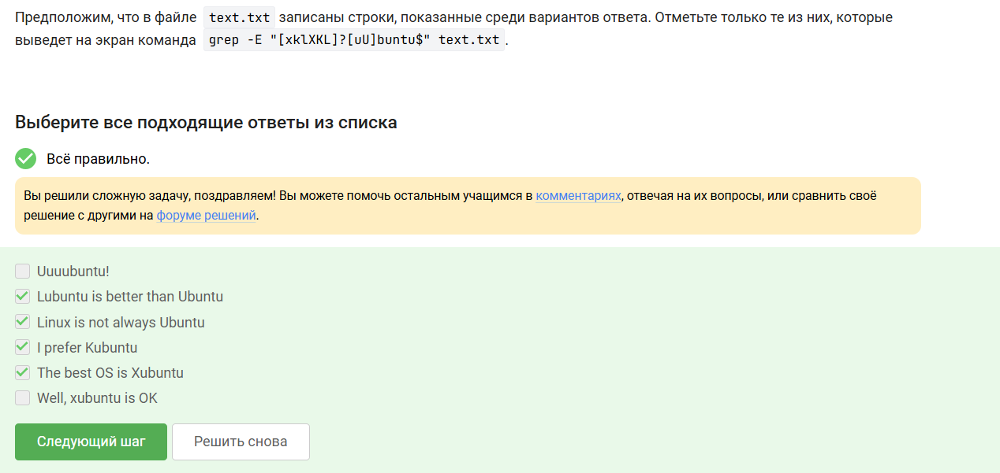 Предположим, что в файле text.txt записаны строки, показанные среди вариантов ответа. Отметьте только те из них, которые
выведет на экран команда grep -E "[xklXKL]?[uU]buntu$" text.txt.
Выберите все подходящие ответы из списка
Всё правильно.
Вы решили сложную задачу, поздравляем! Вы можете помочь остальным учащимся в комментариях, отвечая на их вопросы, или сравнить своё
решение с другими на форуме решений.
Uuuubuntu!
Lubuntu is better than Ubuntu
Linux is not always Ubuntu
I prefer Kubuntu
The best OS is Xubuntu
Well, xubuntu is OK
Следующий шаг
Решить снова